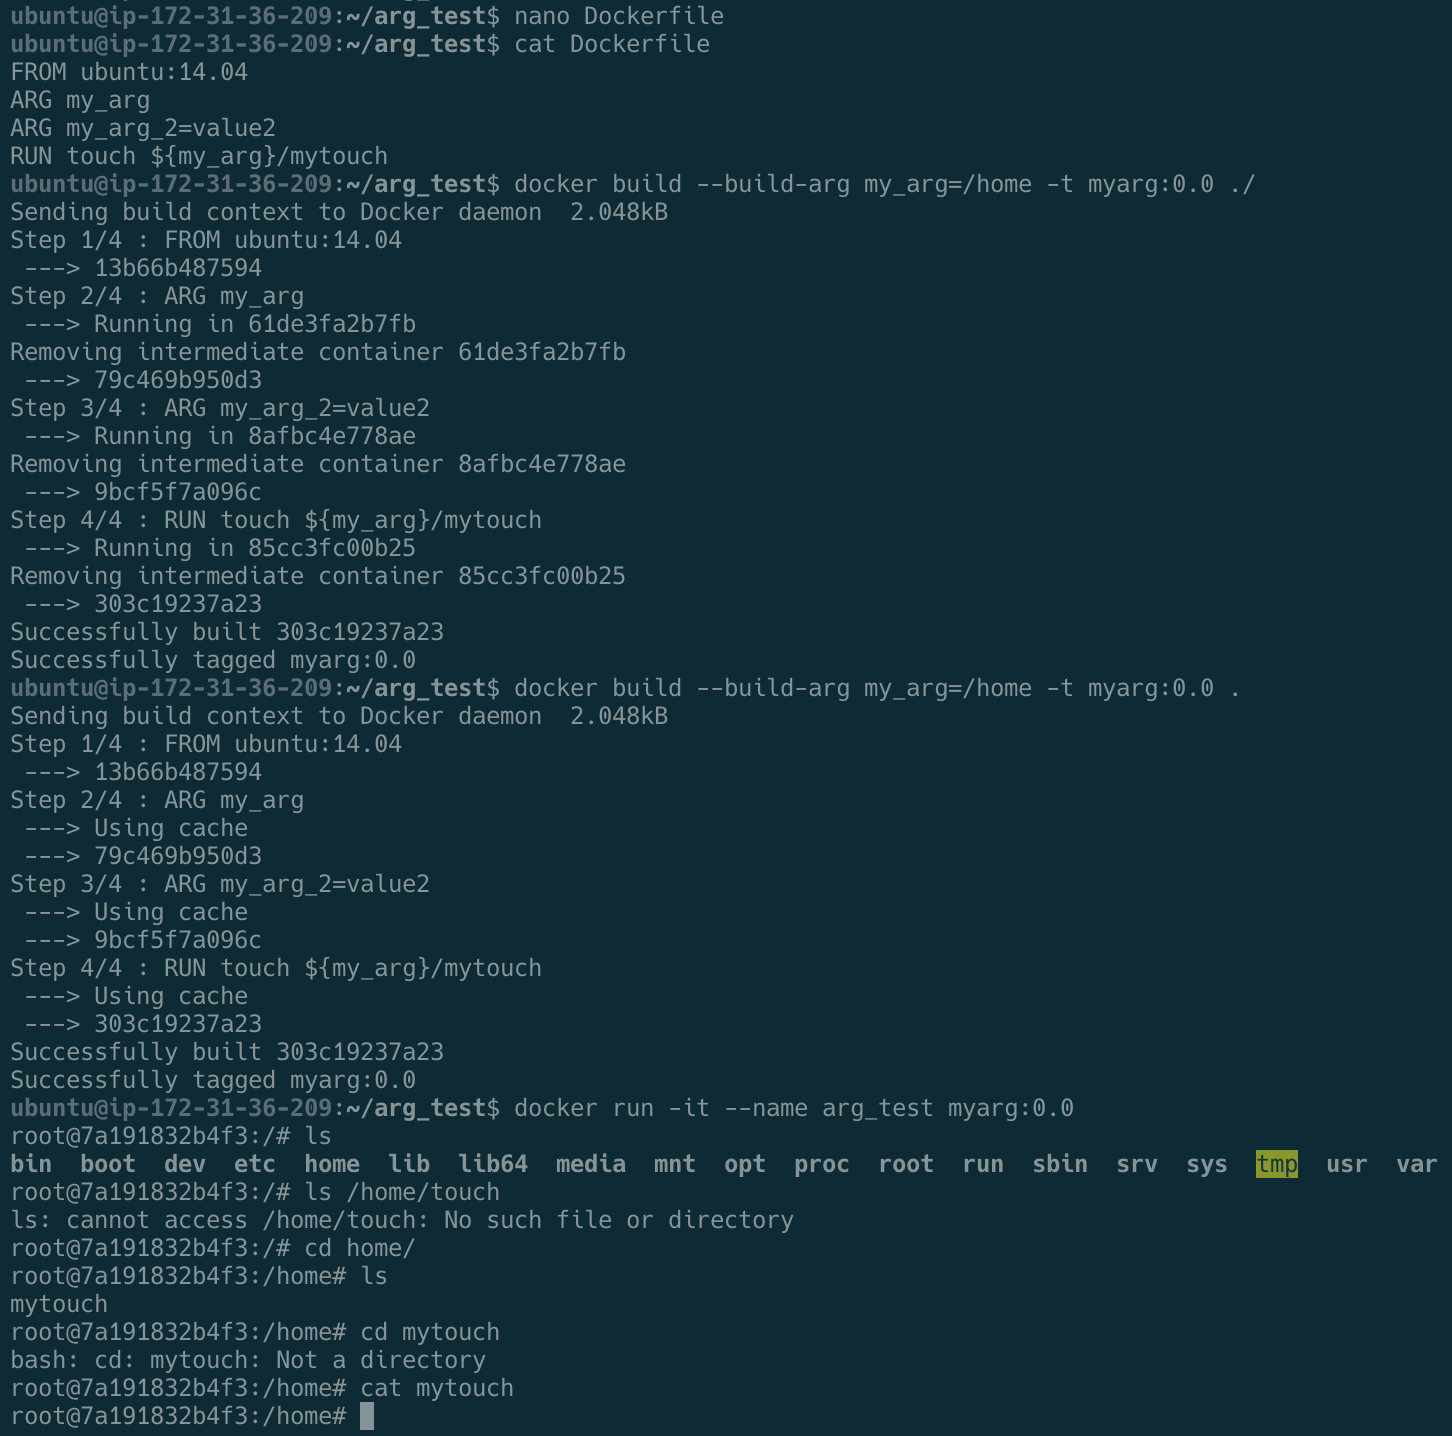 ubuntu@ip-172-31-36-209:~/arg_test$ nano Dockerfile
ubuntu@ip-172-31-36-209:~/arg_test$ cat Dockerfile
FROM ubuntu:14.04
ARG my_arg
ARG my_arg_2=value2
RUN touch ${my_arg}/mytouch
ubuntu@ip-172-31-36-209:~/arg_test$ docker build --build-arg my_arg=/home -t myarg:0.0 ./
Sending build context to Docker daemon  2.048kB
Step 1/4 : FROM ubuntu:14.04
 ---> 13b66b487594
Step 2/4 : ARG my_arg
 ---> Running in 61de3fa2b7fb
Removing intermediate container 61de3fa2b7fb
 ---> 79c469b950d3
Step 3/4 : ARG my_arg_2=value2
 ---> Running in 8afbc4e778ae
Removing intermediate container 8afbc4e778ae
 ---> 9bcf5f7a096c
Step 4/4 : RUN touch ${my_arg}/mytouch
 ---> Running in 85cc3fc00b25
Removing intermediate container 85cc3fc00b25
 ---> 303c19237a23
Successfully built 303c19237a23
Successfully tagged myarg:0.0
ubuntu@ip-172-31-36-209:~/arg_test$ docker build --build-arg my_arg=/home -t myarg:0.0 .
Sending build context to Docker daemon  2.048kB
Step 1/4 : FROM ubuntu:14.04
 ---> 13b66b487594
Step 2/4 : ARG my_arg
 ---> Using cache
 ---> 79c469b950d3
Step 3/4 : ARG my_arg_2=value2
 ---> Using cache
 ---> 9bcf5f7a096c
Step 4/4 : RUN touch ${my_arg}/mytouch
 ---> Using cache
 ---> 303c19237a23
Successfully built 303c19237a23
Successfully tagged myarg:0.0
ubuntu@ip-172-31-36-209:~/arg_test$ docker run -it --name arg_test myarg:0.0
root@7a191832b4f3:/# ls
bin  boot  dev  etc  home  lib  lib64  media  mnt  opt  proc  root  run  sbin  srv  sys  tmp  usr  var
root@7a191832b4f3:/# ls /home/touch
ls: cannot access /home/touch: No such file or directory
root@7a191832b4f3:/# cd home/
root@7a191832b4f3:/home# ls
mytouch
root@7a191832b4f3:/home# cd mytouch
bash: cd: mytouch: Not a directory
root@7a191832b4f3:/home# cat mytouch
root@7a191832b4f3:/home#